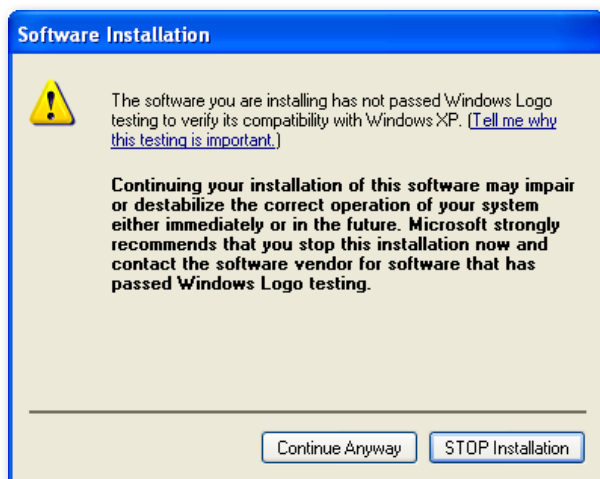 Software Installation
The software you are installing has not passed Windows Logo
testing to verify its compatibility with Windows XP. (Tell me why
this testing is important.)
Continuing your installation of this software may impair
or destabilize the correct operation of your system
either immediately or in the future. Microsoft strongly
recommends that you stop this installation now and
contact the software vendor for software that has
passed Windows Logo testing.
Continue Anyway STOP Installation